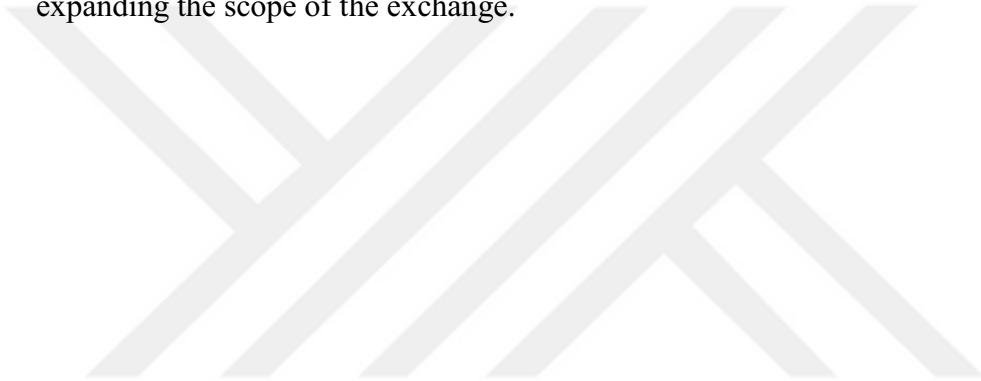 expanding the scope of the exchange.